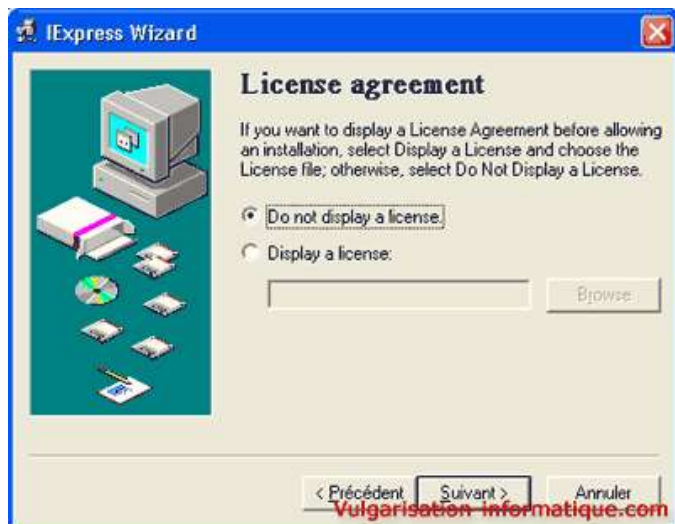 IExpress Wizard
License agreement
If you want to display a License Agreement before allowing
an installation, select Display a License and choose the
License file; otherwise, select Do Not Display a License.
Do not display a license.
Display a license:
Browse
< Précédent
Suivant >
Annuler
Vulgarisation-informatique.com